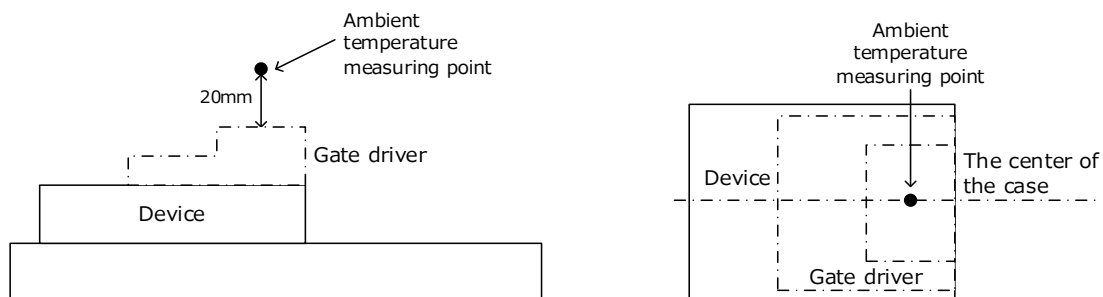 Ambient
temperature
measuring point
20mm
Gate driver
Device
Ambient
temperature
measuring point
Device
The center of
the case
Gate driver